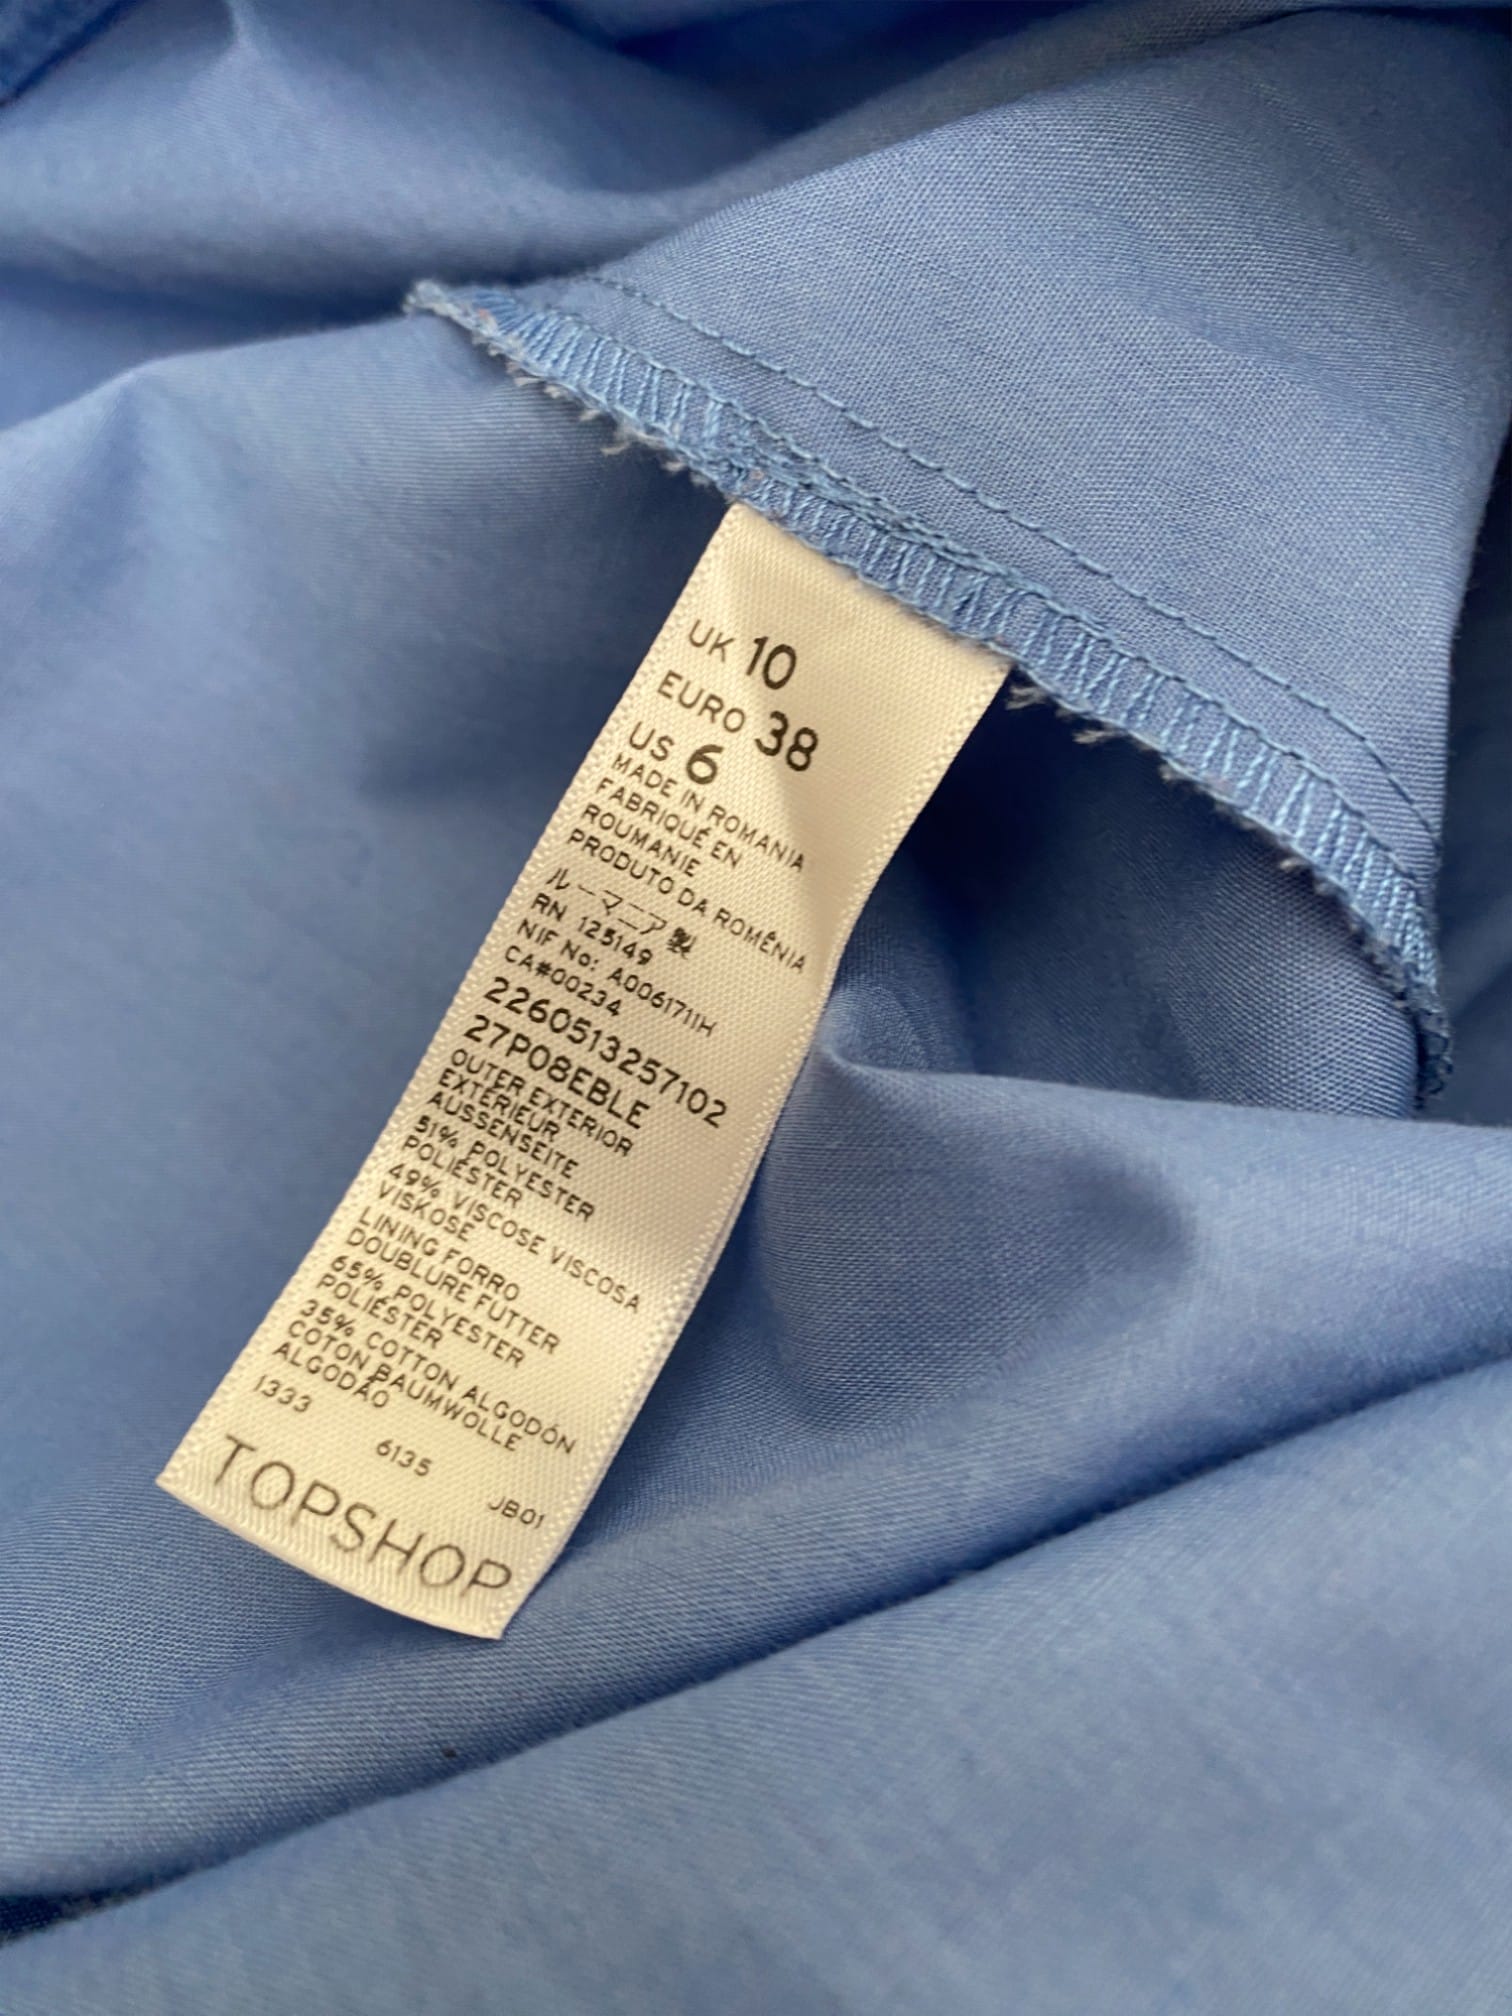 UK 10
EURO 38
US 6
MADE IN ROMANIA
FABRIQUÉ EN
ROUMANIE
PRODUTO DA ROMÊNIA
ルーマニア製
RN 125149
NIF No: A0061711H
CA#00234
2260513257102
27P08EBLE
OUTER EXTERIOR
EXTÉRIEUR
AUSSENSEITE
51% POLYESTER
POLIÉSTER
49% VISCOSE VISCOSA
VISKOSE
LINING FORRO
DOUBLURE FUTTER
65% POLYESTER
POLIÉSTER
35% COTTON ALGODÓN
COTON BAUMWOLLE
ALGODÃO
1333 6135 JB01
TOPSHOP